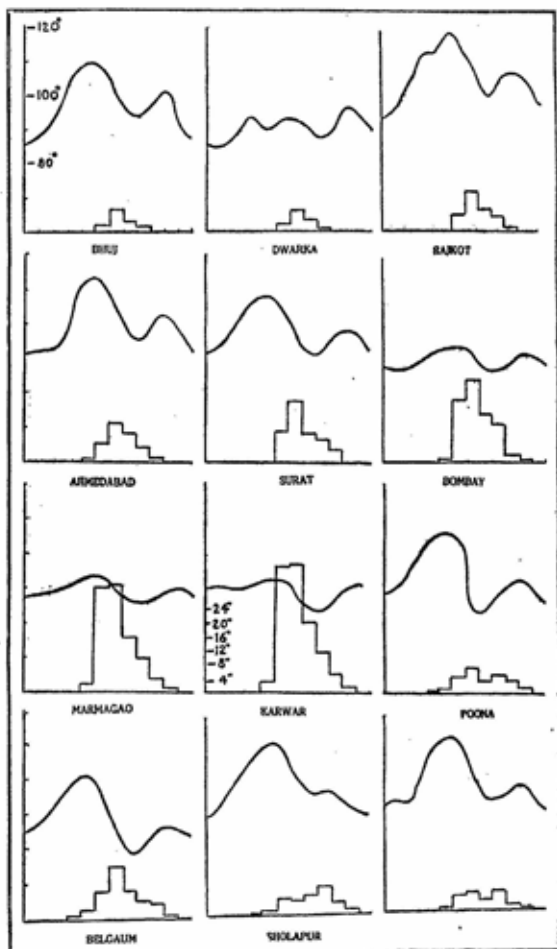 -120°
-100°
-80°
BHUJ DWARKA RAJKOT
AHMEDABAD SURAT BOMBAY
-24"
-20"
-16"
-12"
-8"
-4"
MARMAGAO KARWAR POONA
BELGAUM SHOLAPUR